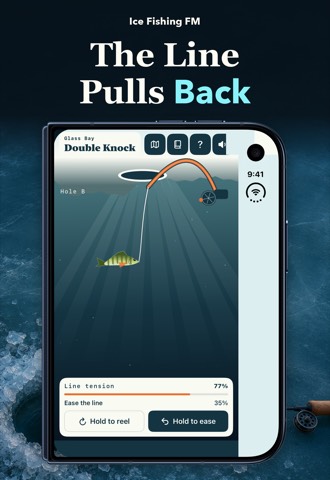 Ice Fishing FM
The Line
Pulls Back
Glass Bay
Double Knock
?
9:41
Hole 8
Line tension 77%
Ease the line 35%
Hold to reel
Hold to ease